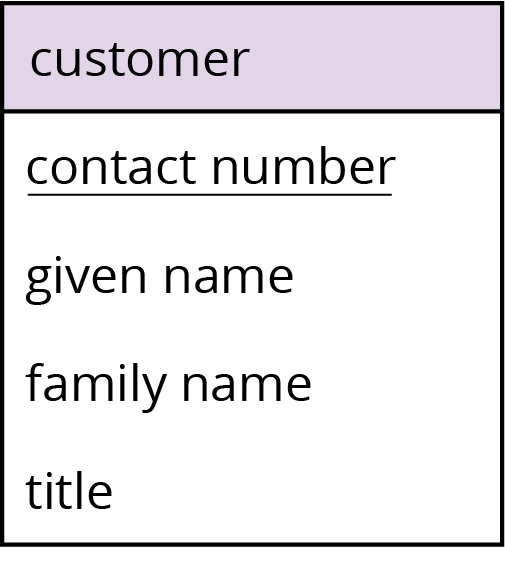 customer
contact number
given name
family name
title